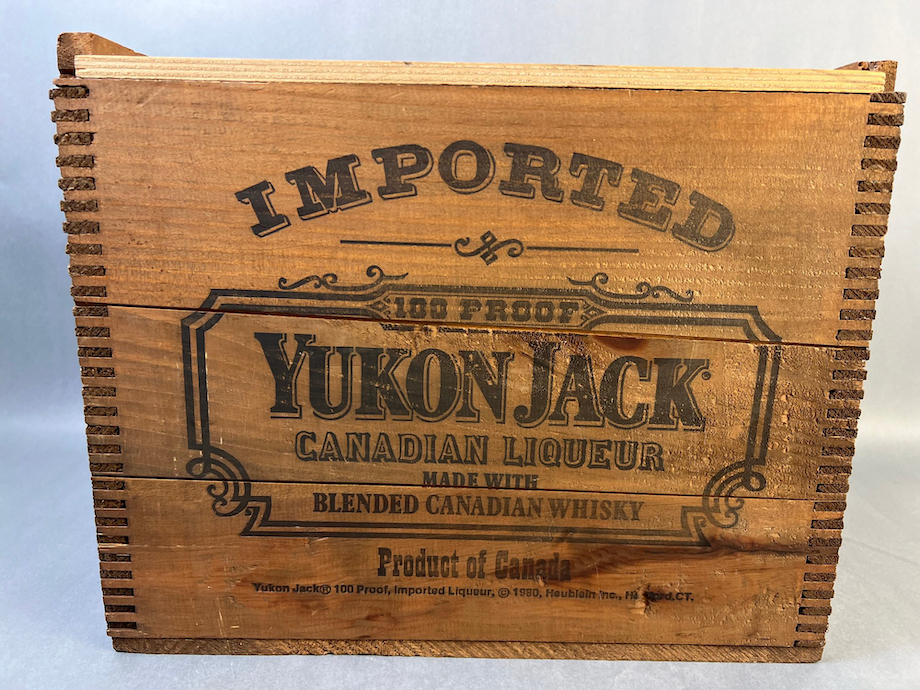 IMPORTED
100 PROOF
YUKON JACK®
CANADIAN LIQUEUR
MADE WITH
BLENDED CANADIAN WHISKY
Product of Canada
Yukon Jack® 100 Proof, Imported Liqueur, © 1980, Heublein Inc., CT.